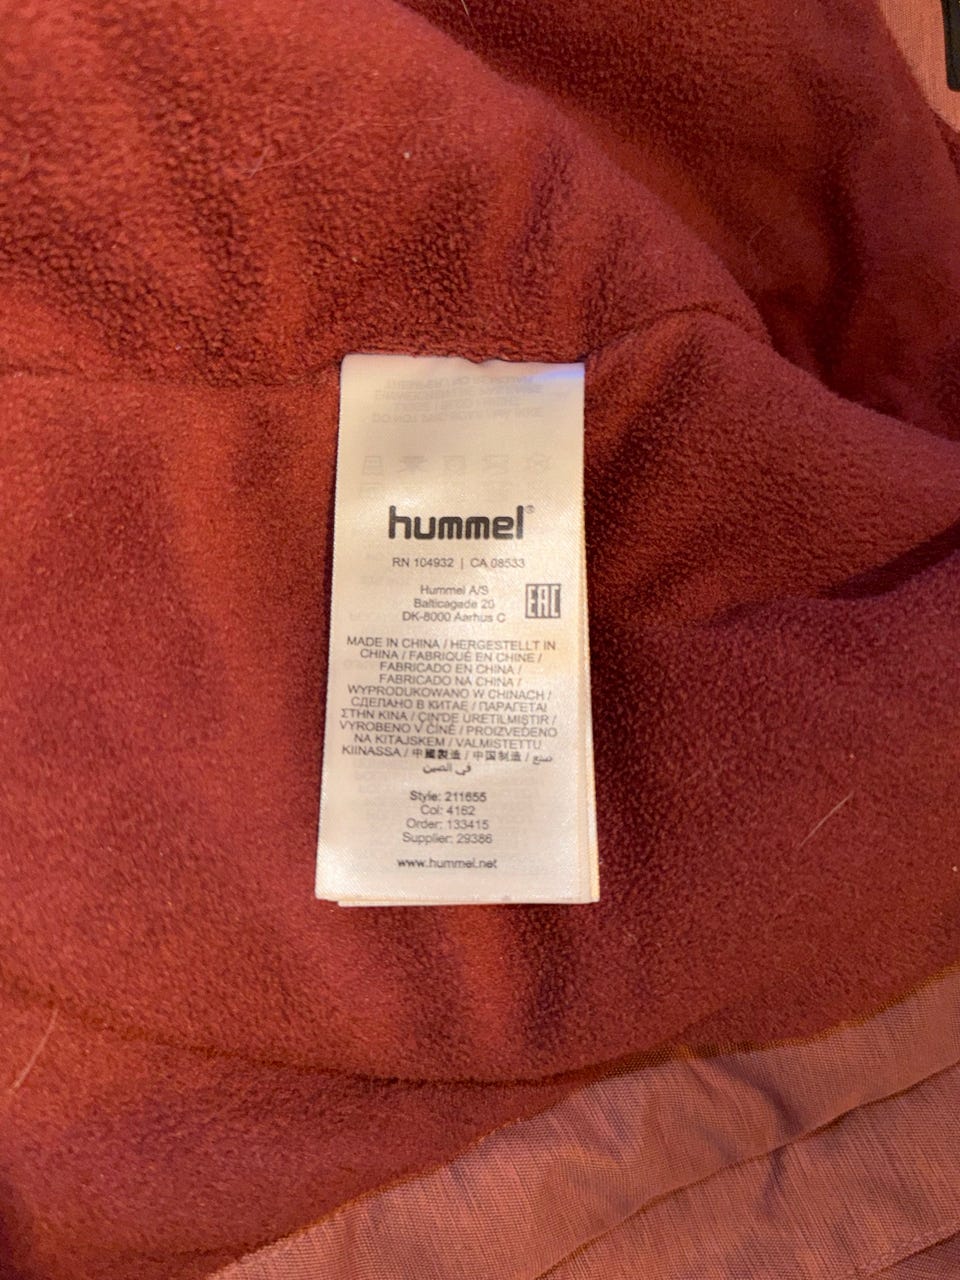 hummel®
RN 104932 | CA 08533
Hummel A/S
Balticagade 20
DK-8000 Aarhus C
EAC
MADE IN CHINA / HERGESTELLT IN
CHINA / FABRIQUÉ EN CHINE /
FABRICADO EN CHINA /
FABRICADO NA CHINA /
WYPRODUKOWANO W CHINACH /
СДЕЛАНО В КИТАЕ / ΠΑΡΑΓΕΤΑΙ
ΣΤΗΝ ΚΙΝΑ / ÇIN'DE ÜRETILMIŞTIR /
VYROBENO V ČÍNĚ / PROIZVEDENO
NA KITAJSKEM / VALMISTETTU
KIINASSA / 中國製造 / 中国制造 / صنع
في الصين
Style: 211655
Col: 4162
Order: 133415
Supplier: 29386
www.hummel.net